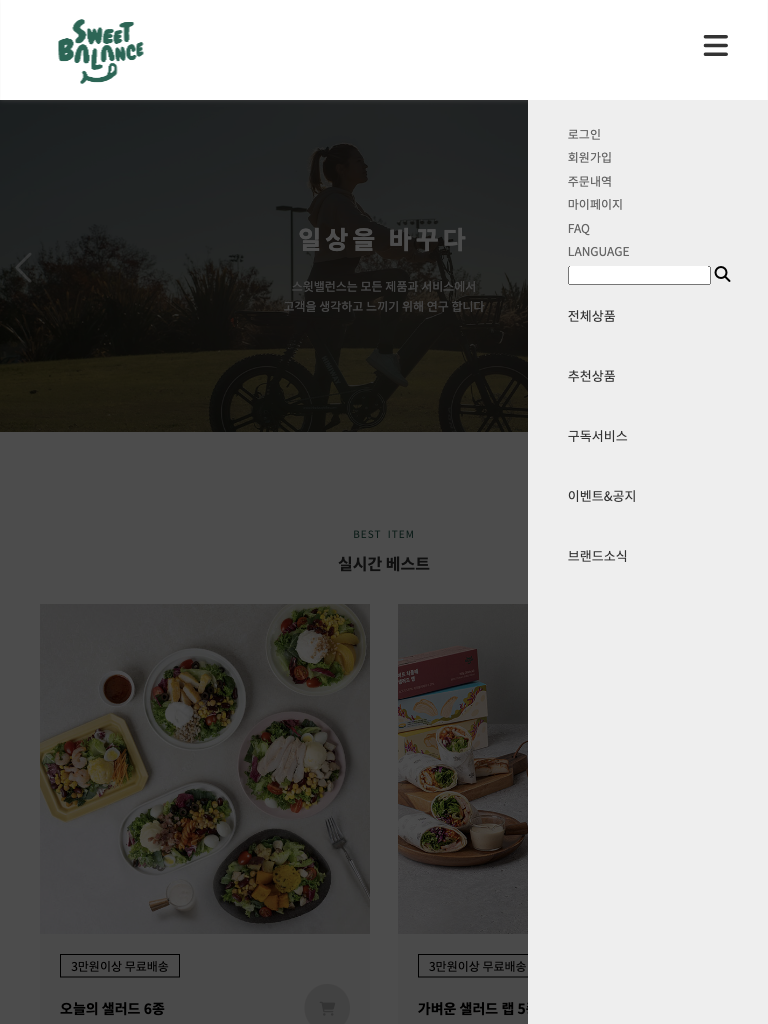 SWEET
BALANCE
로그인
회원가입
주문내역
마이페이지
FAQ
LANGUAGE
전체상품
추천상품
구독서비스
이벤트&공지
브랜드소식
일상을 바꾸다
스윗밸런스는 모든 제품과 서비스에서
고객을 생각하고 느끼기 위해 연구 합니다
BEST ITEM
실시간 베스트
3만원이상 무료배송
오늘의 샐러드 6종
3만원이상 무료배송
가벼운 샐러드 랩 5